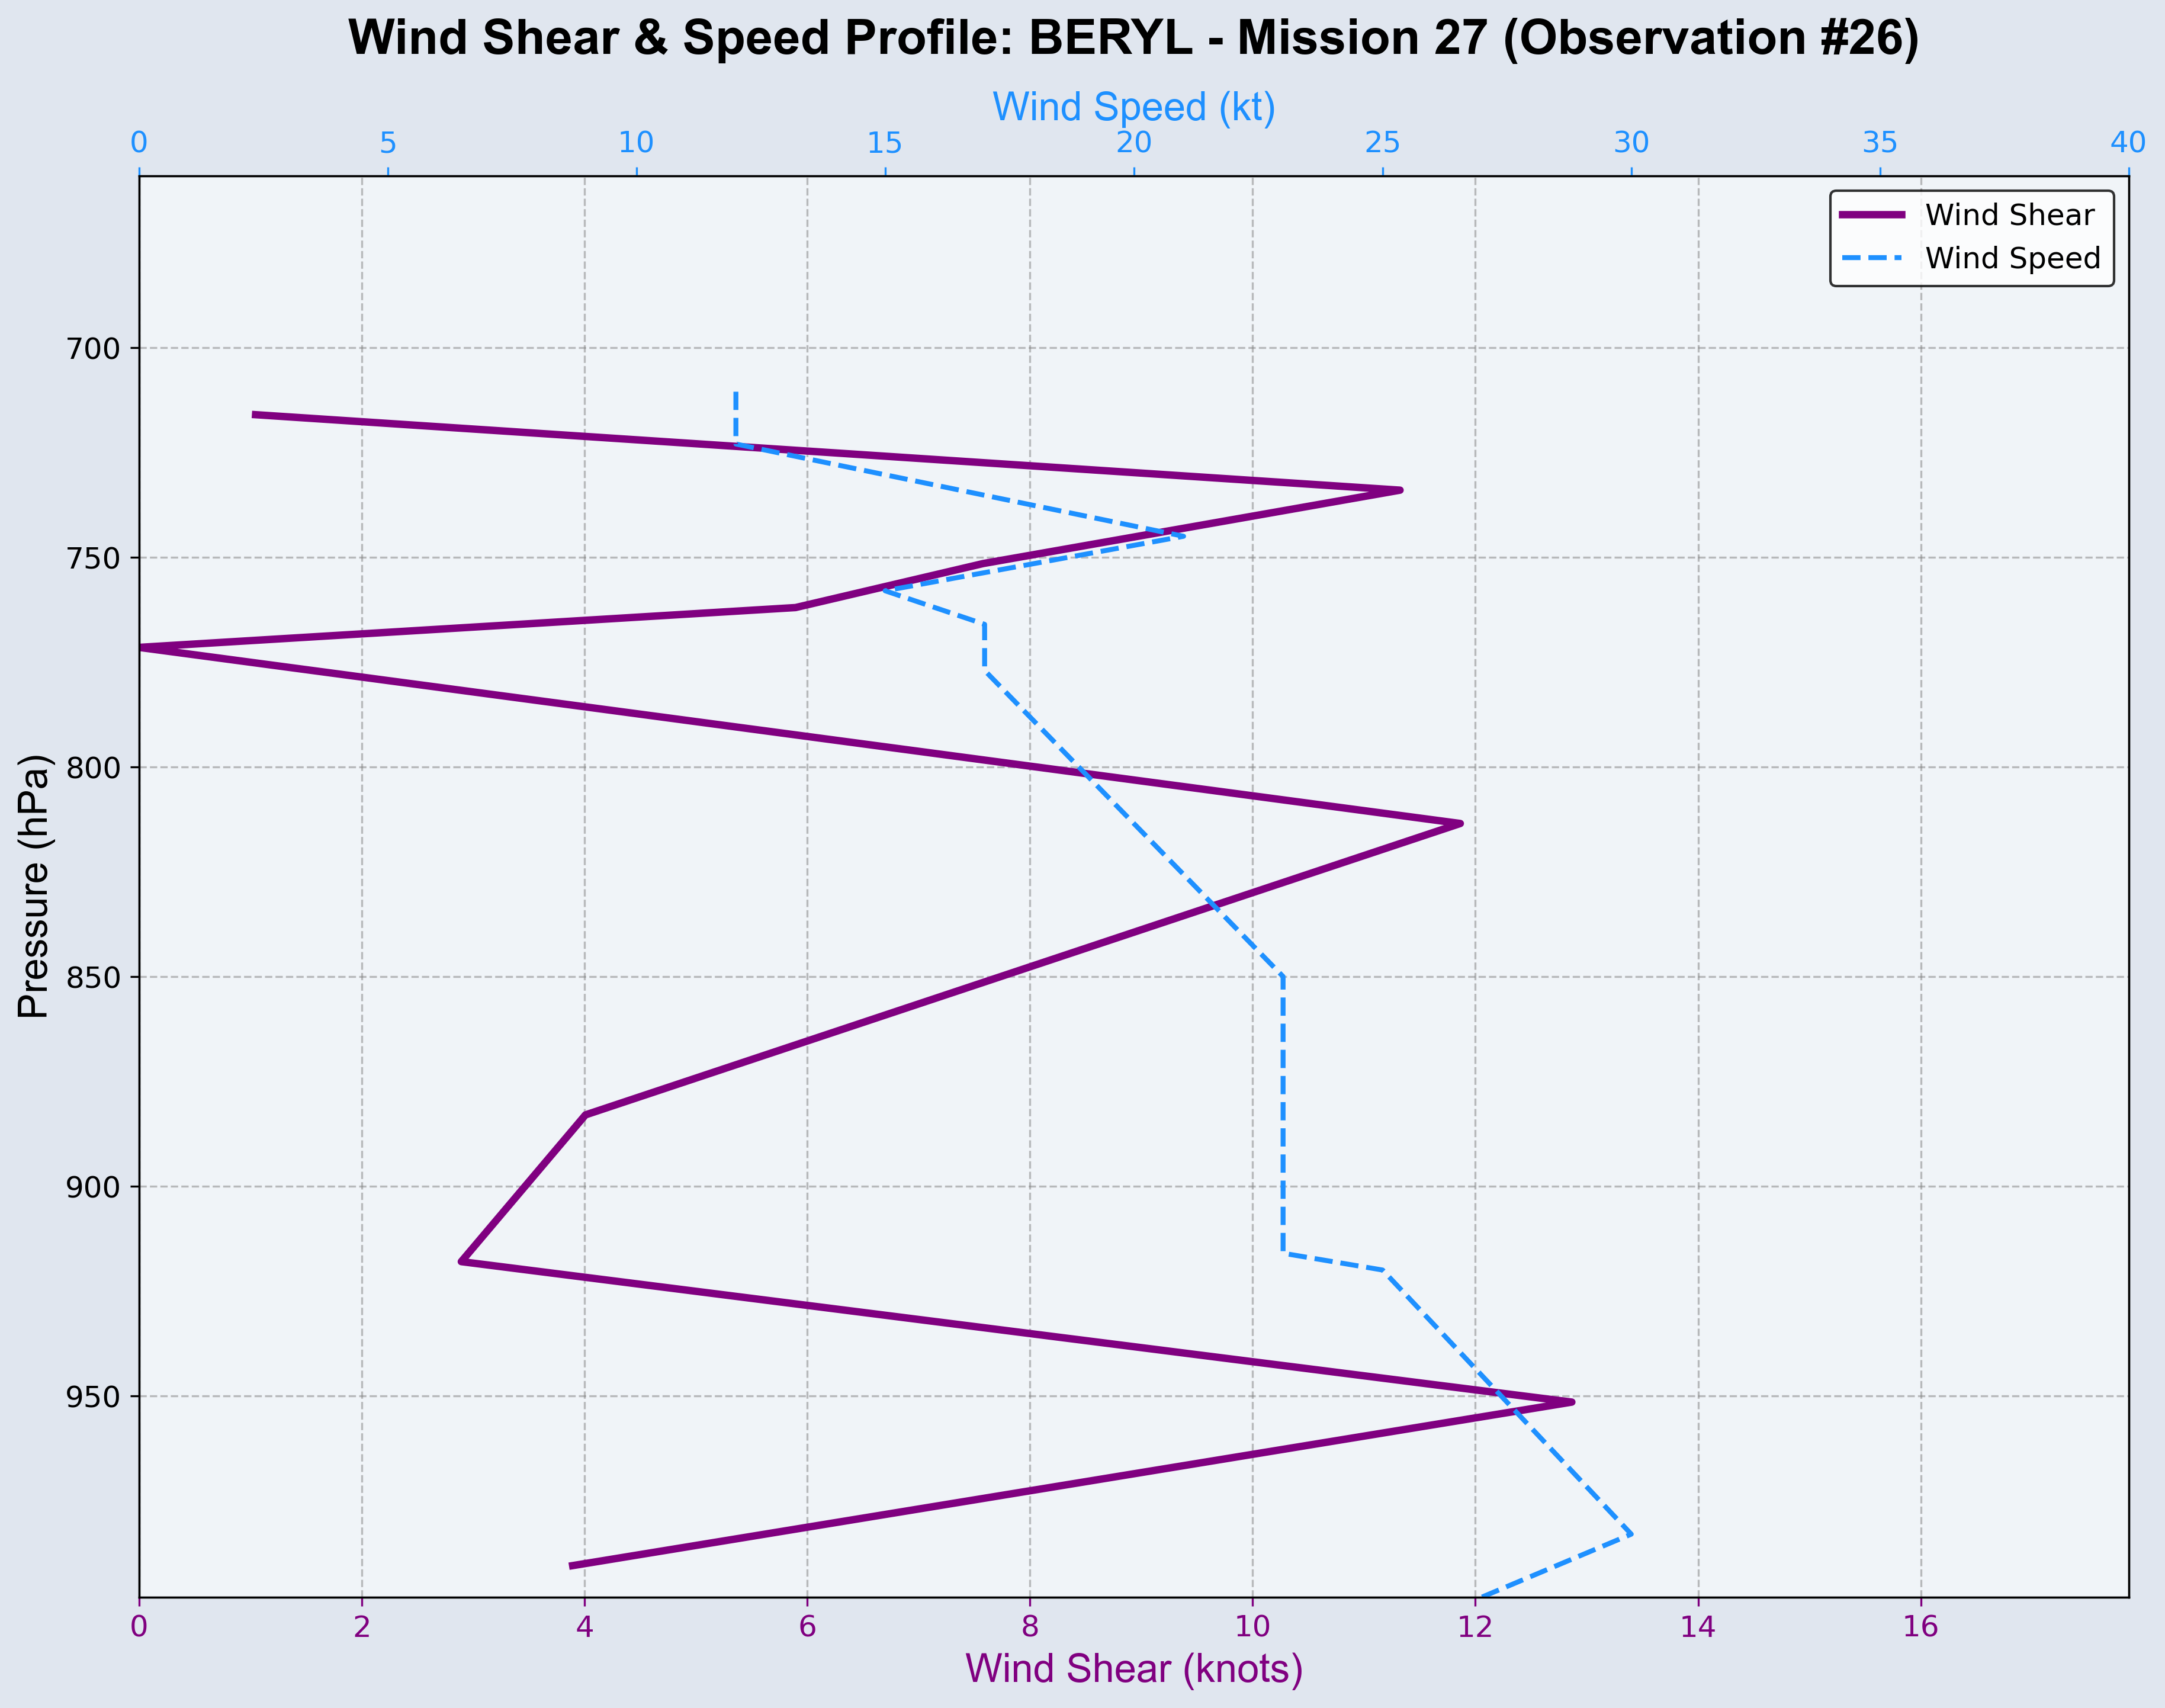 Wind Shear & Speed Profile: BERYL - Mission 27 (Observation #26)
Wind Speed (kt)
0 5 10 15 20 25 30 35 40
Wind Shear
Wind Speed
Pressure (hPa)
700
750
800
850
900
950
0 2 4 6 8 10 12 14 16
Wind Shear (knots)